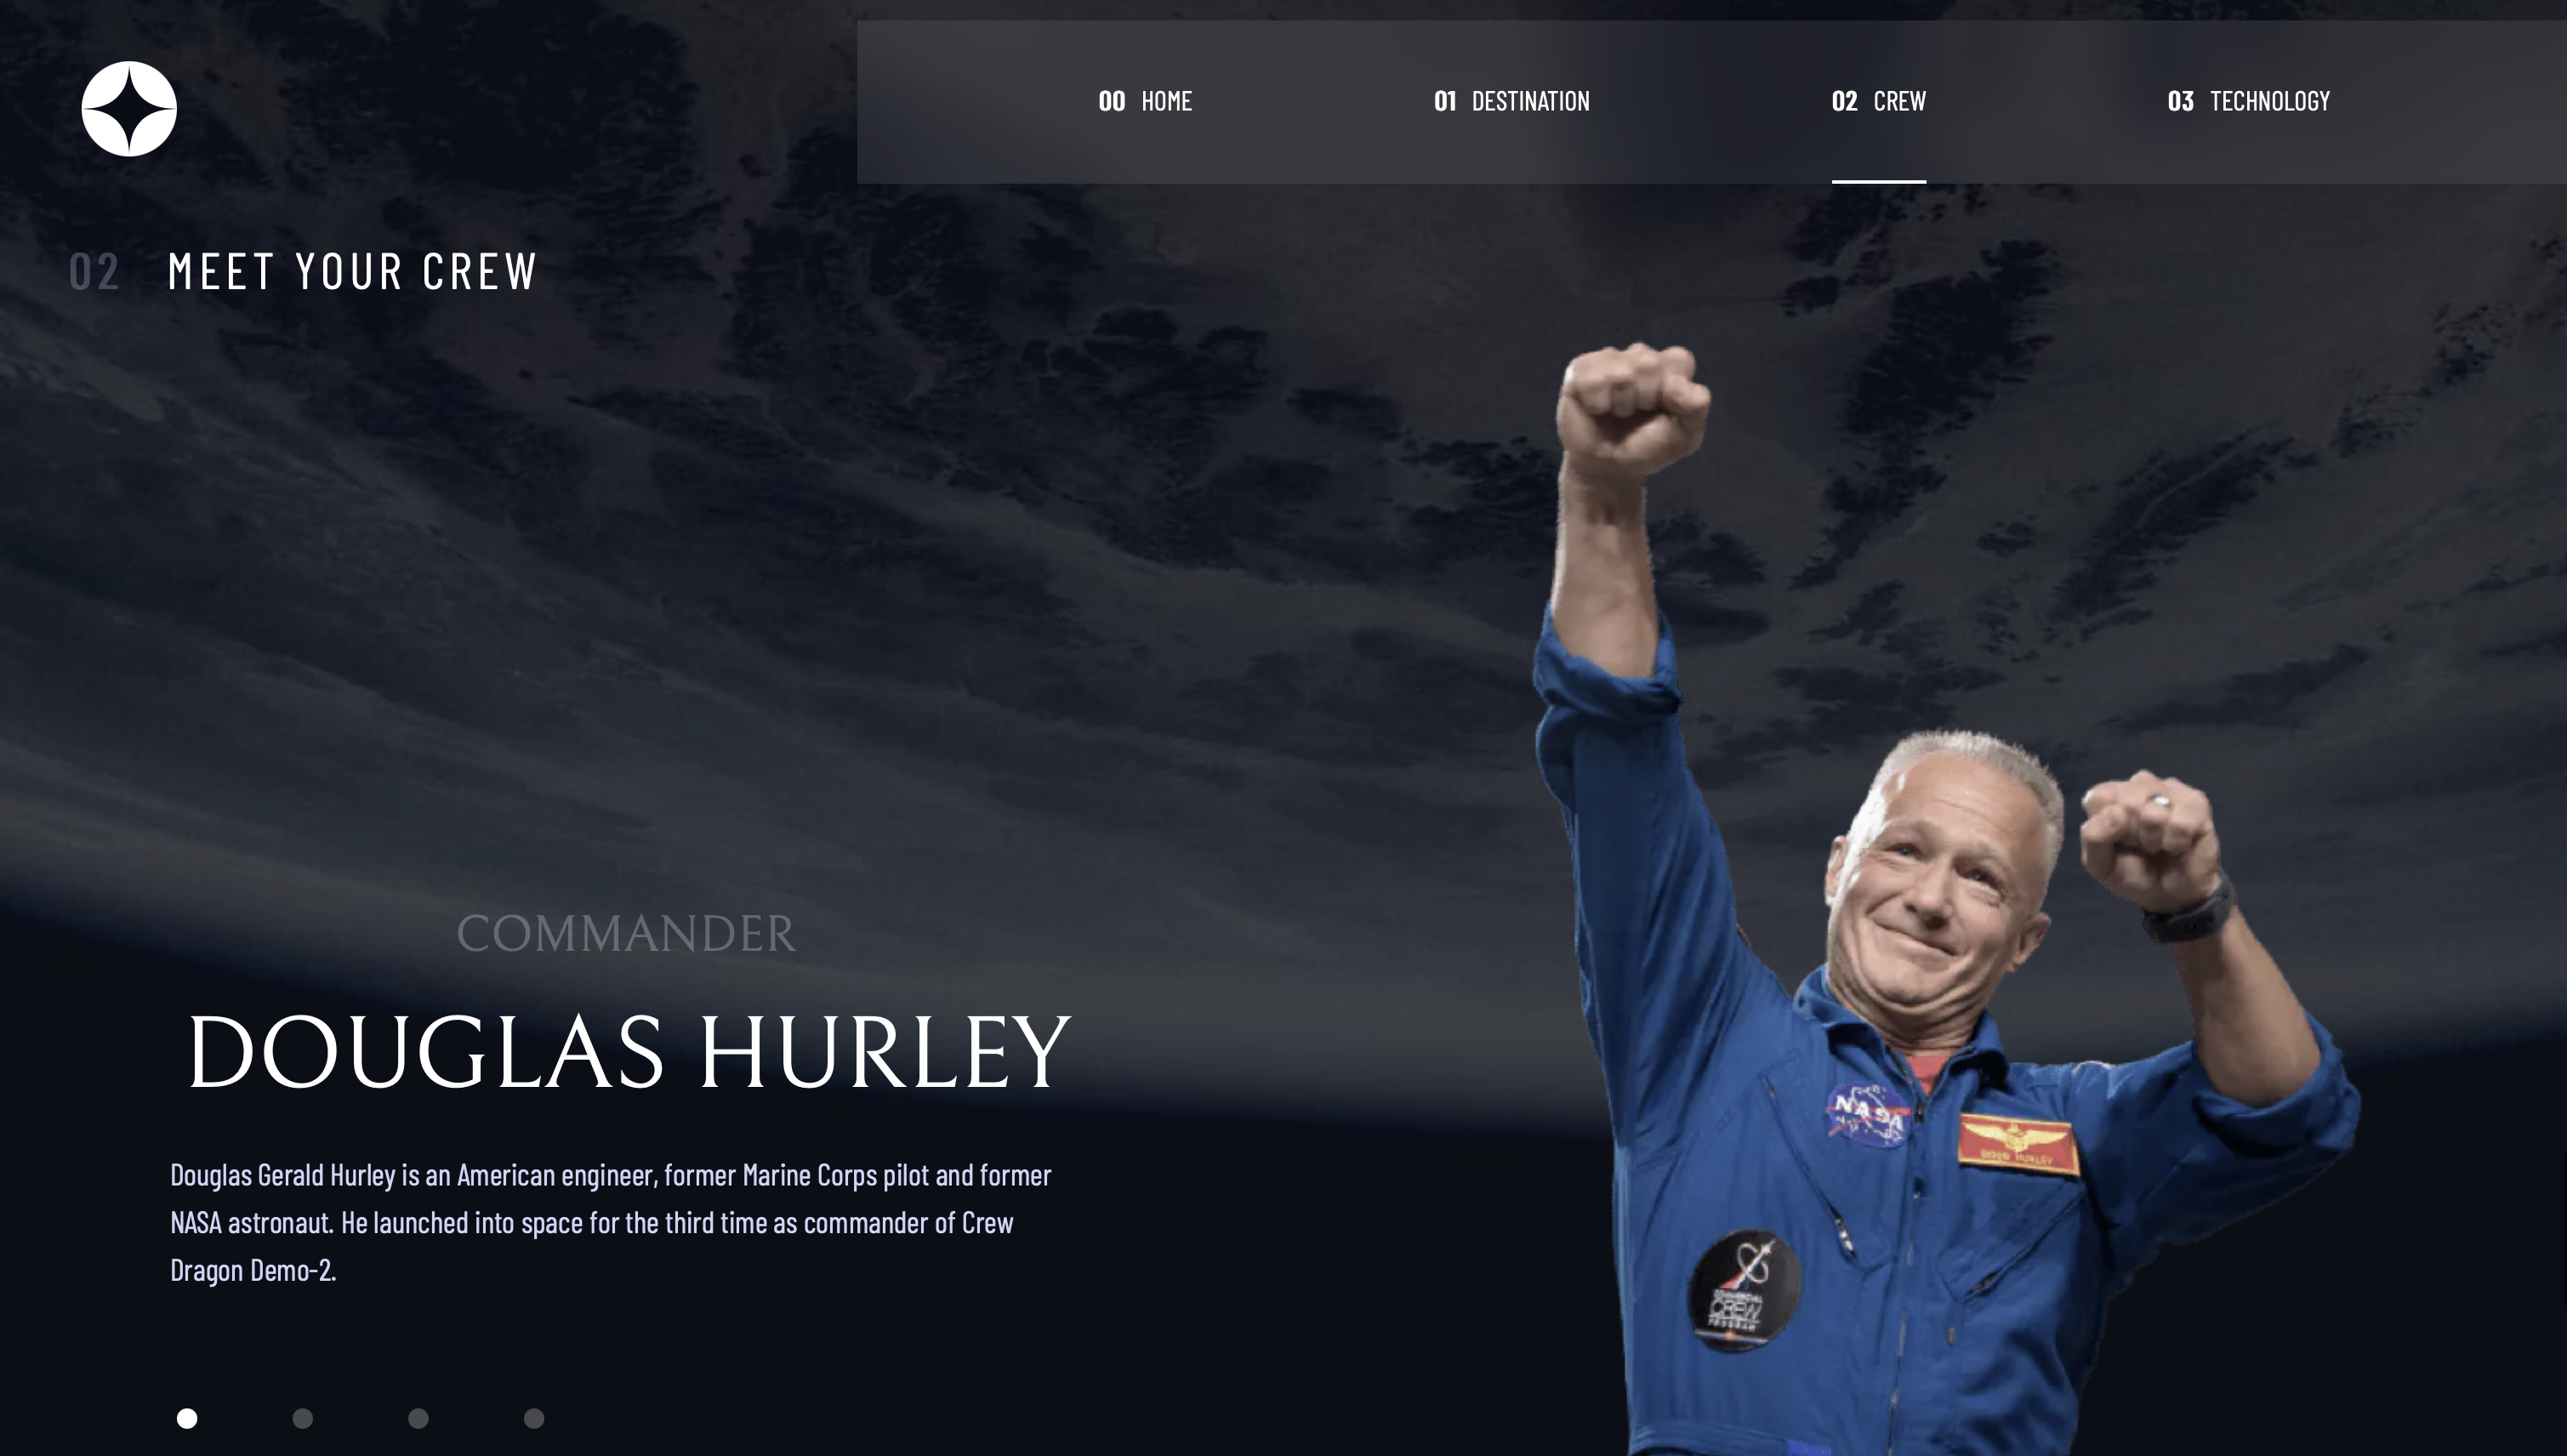 00 HOME 01 DESTINATION 02 CREW 03 TECHNOLOGY
02 MEET YOUR CREW
COMMANDER
DOUGLAS HURLEY
Douglas Gerald Hurley is an American engineer, former Marine Corps pilot and former
NASA astronaut. He launched into space for the third time as commander of Crew
Dragon Demo-2.
NASA
HURLEY
COMMERCIAL
CREW
PROGRAM